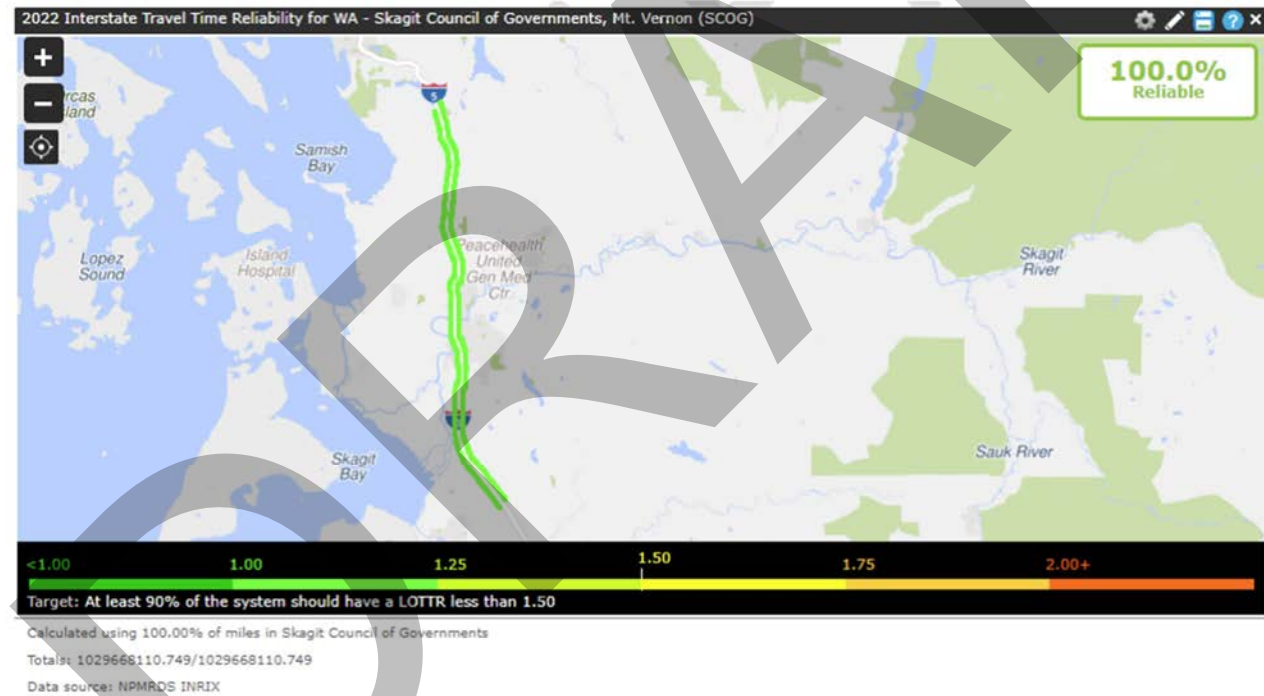 2022 Interstate Travel Time Reliability for WA - Skagit Council of Governments, Mt. Vernon (SCOG)
100.0%
Reliable
5
rcas
land
Samish
Bay
Lopez
Sound
Island
Hospital
Peacehealth
United
Gen Med
Ctr
Skagit
River
Skagit
Bay
Sauk River
<1.00 1.00 1.25 1.50 1.75 2.00+
Target: At least 90% of the system should have a LOTTR less than 1.50
Calculated using 100.00% of miles in Skagit Council of Governments
Totals: 1029668110.749/1029668110.749
Data source: NPMRDS INRIX